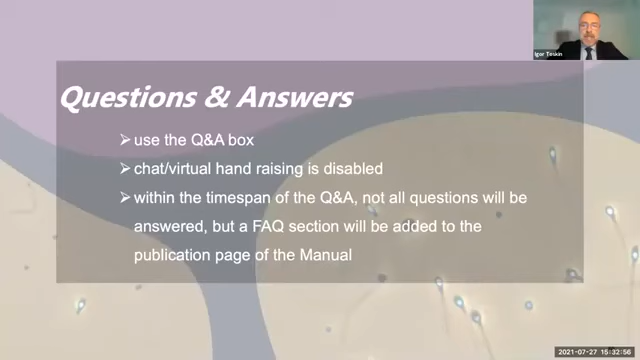 Igor Toskin
Questions & Answers
➢ use the Q&A box
➢ chat/virtual hand raising is disabled
➢ within the timespan of the Q&A, not all questions will be
answered, but a FAQ section will be added to the
publication page of the Manual
2021-07-27 15:32:56